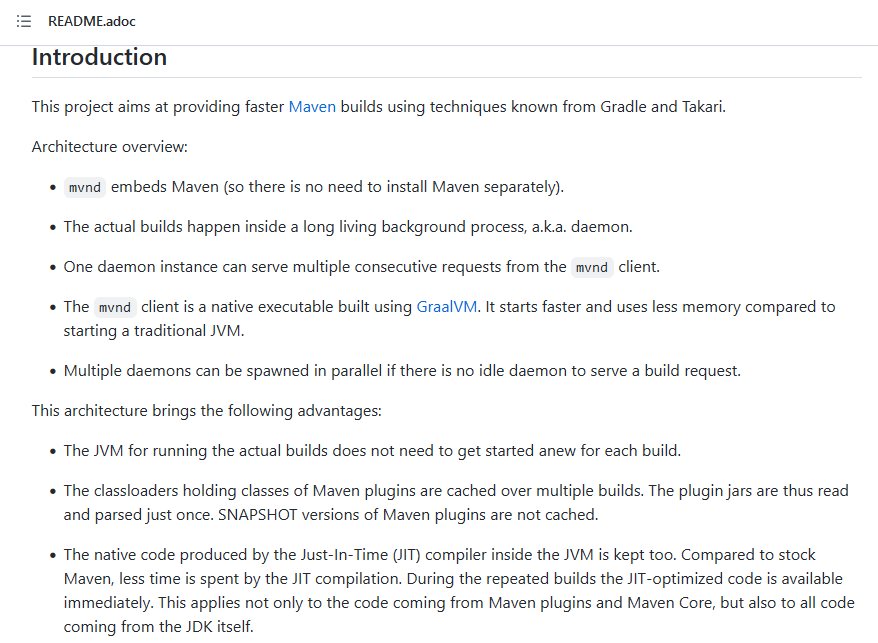 README.adoc
Introduction
This project aims at providing faster Maven builds using techniques known from Gradle and Takari.
Architecture overview:
• mvnd embeds Maven (so there is no need to install Maven separately).
• The actual builds happen inside a long living background process, a.k.a. daemon.
• One daemon instance can serve multiple consecutive requests from the mvnd client.
• The mvnd client is a native executable built using GraalVM. It starts faster and uses less memory compared to
starting a traditional JVM.
• Multiple daemons can be spawned in parallel if there is no idle daemon to serve a build request.
This architecture brings the following advantages:
• The JVM for running the actual builds does not need to get started anew for each build.
• The classloaders holding classes of Maven plugins are cached over multiple builds. The plugin jars are thus read
and parsed just once. SNAPSHOT versions of Maven plugins are not cached.
• The native code produced by the Just-In-Time (JIT) compiler inside the JVM is kept too. Compared to stock
Maven, less time is spent by the JIT compilation. During the repeated builds the JIT-optimized code is available
immediately. This applies not only to the code coming from Maven plugins and Maven Core, but also to all code
coming from the JDK itself.